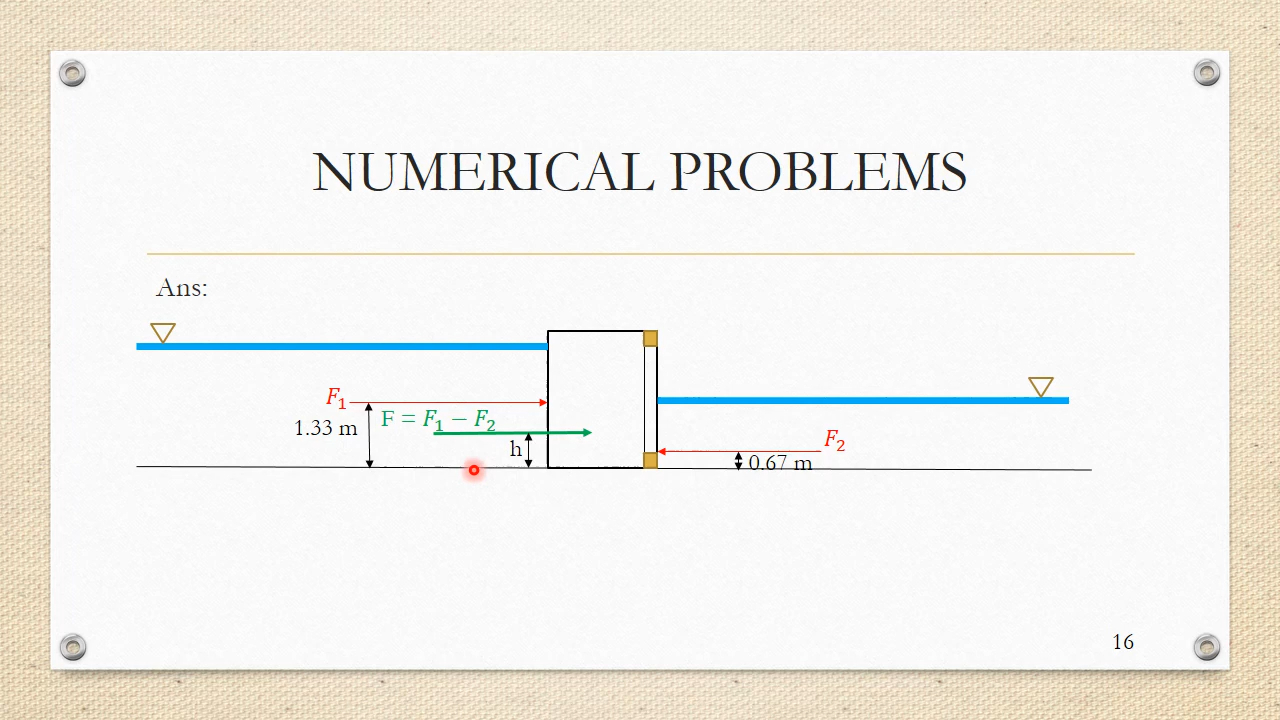 NUMERICAL PROBLEMS
Ans:
F₁
1.33 m
F = F₁ − F₂
h
F₂
0.67 m
16